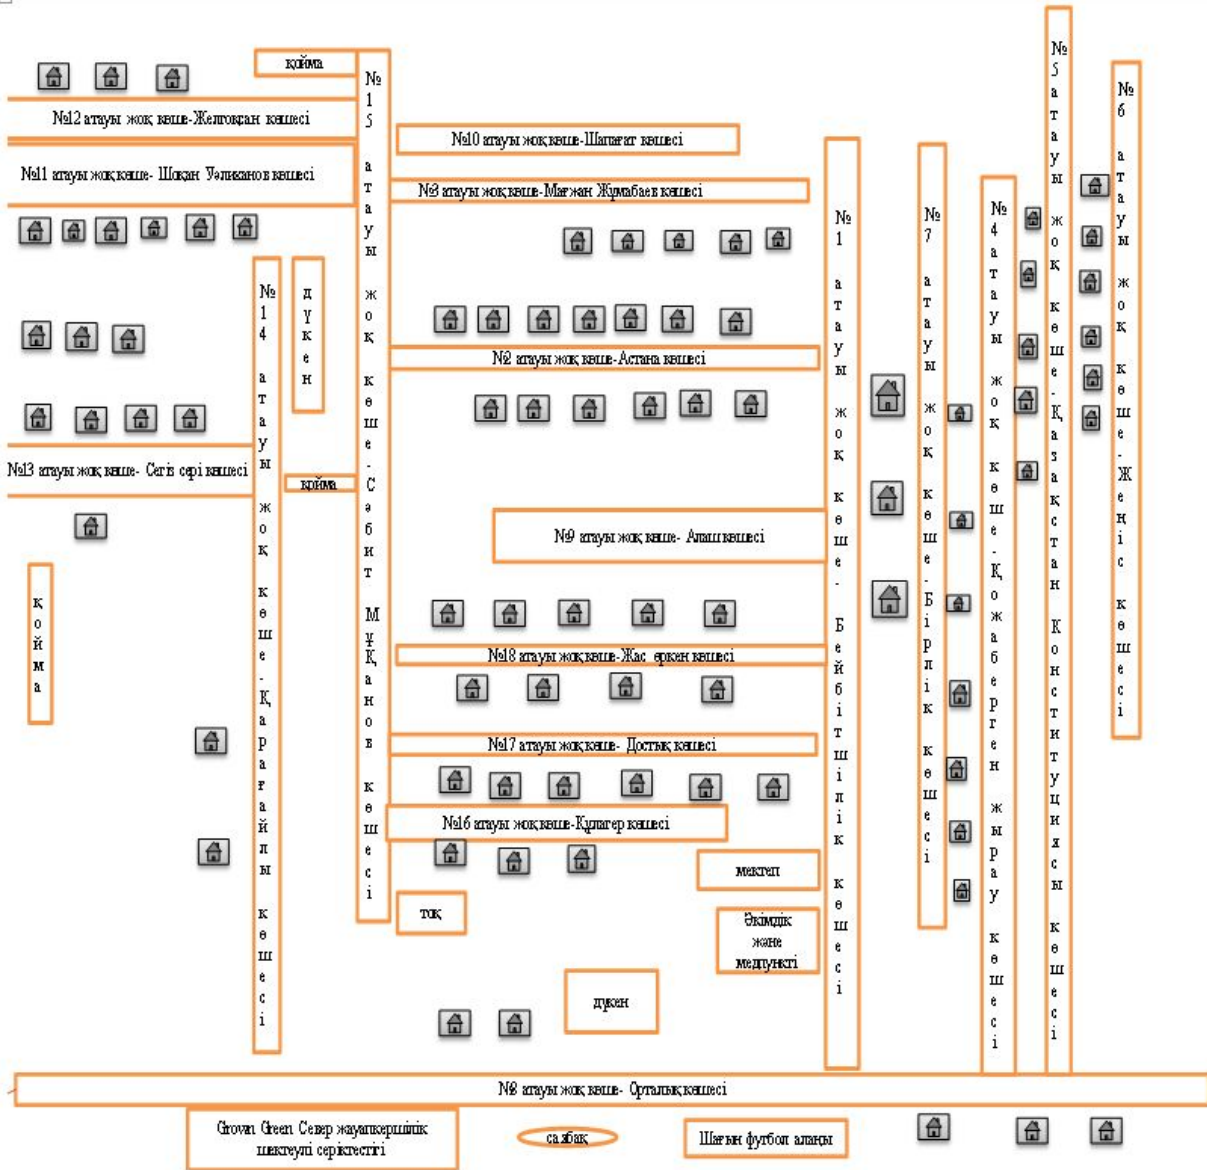 қойма
№12 атауы жоқ көше-Желтоқсан көшесі
№15 атауы жоқ көше-Сәбит Мұқанов көшесі
№10 атауы жоқ көше-Шапағат көшесі
№11 атауы жоқ көше- Шоқан Уәлиханов көшесі
№3 атауы жоқ көше-Мағжан Жұмабаев көшесі
№1 атауы жоқ көше- Бейбітшілік көшесі
№7 атауы жоқ көше-Бірлік көшесі
№4атауы жоқ көше-Қожаберген жырау көшесі
№5атауы жоқ көше-Қазақстан Конституциясы көшесі
№6 атауы жоқ көше-Жеңіс көшесі
№14 атауы жоқ көше-Қарағайлы көшесі
дүкен
№2 атауы жоқ көше-Астана көшесі
№13 атауы жоқ көше- Сегіз сері көшесі
қойма
№9 атауы жоқ көше- Алаш көшесі
қойма
№18 атауы жоқ көше-Жас өркен көшесі
№17 атауы жоқ көше- Достық көшесі
№16 атауы жоқ көше-Құлагер көшесі
мектеп
ток
Әкімдік
және
медпункті
дүкен
№8 атауы жоқ көше- Орталық көшесі
Grovn Green Север жауапкершілік
шектеулі серіктестігі
саябақ
Шағын футбол алаңы